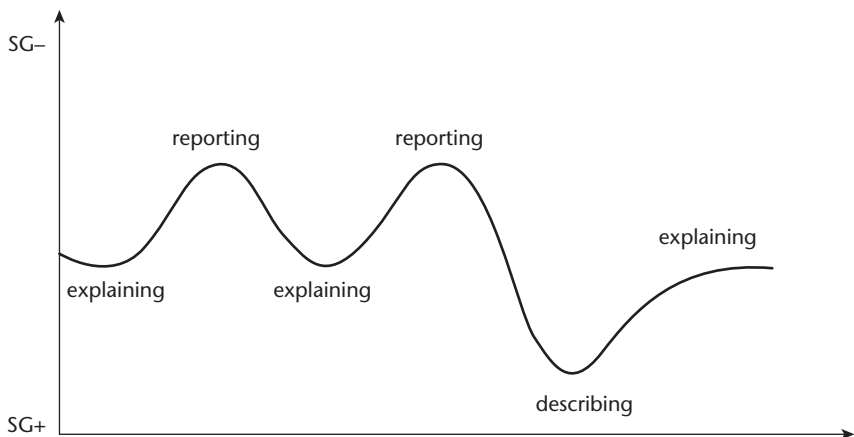 SG–
reporting
reporting
explaining
explaining
explaining
describing
SG+